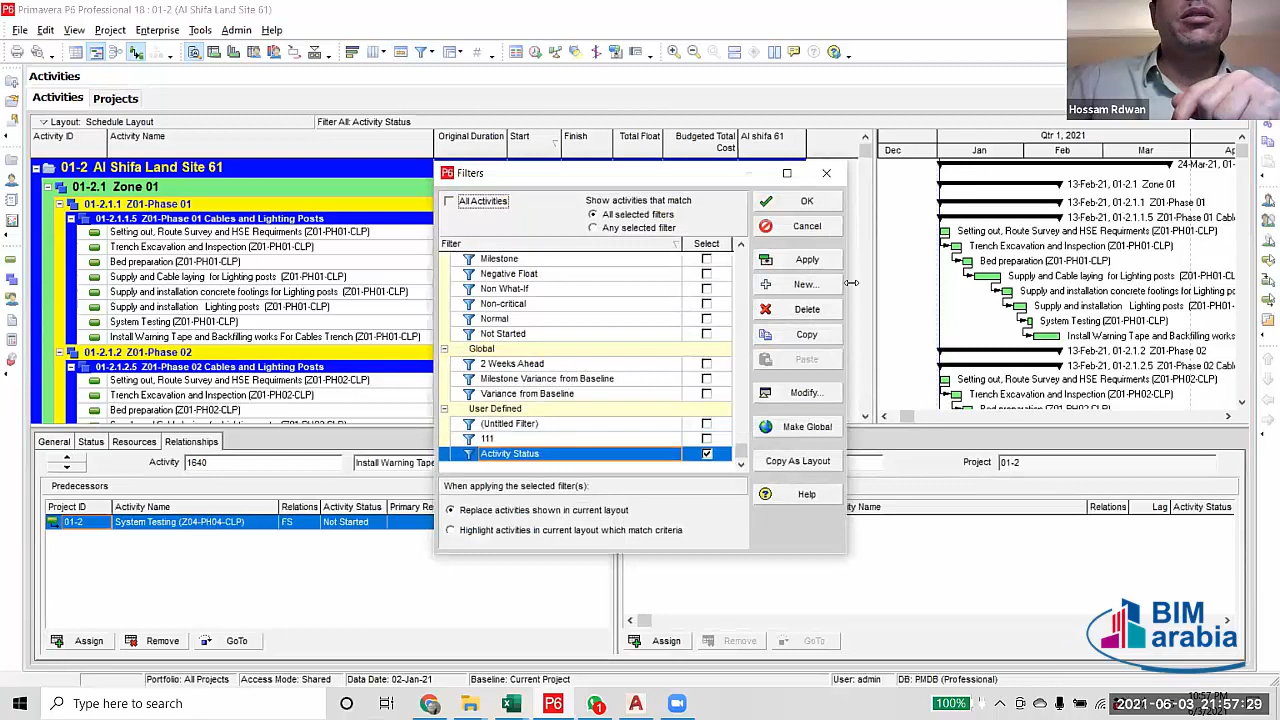 Primavera P6 Professional 18 : 01-2 (Al Shifa Land Site 61)
File Edit View Project Enterprise Tools Admin Help
Activities
Activities Projects
Layout: Schedule Layout Filter All: Activity Status
Activity ID Activity Name Original Duration Start Finish Total Float Budgeted Total Cost Al shifa 61
Qtr 1, 2021
Dec Jan Feb Mar
01-2 Al Shifa Land Site 61
01-2.1 Zone 01
01-2.1.1 Z01-Phase 01
01-2.1.1.5 Z01-Phase 01 Cables and Lighting Posts
Setting out, Route Survey and HSE Requirments (Z01-PH01-CLP)
Trench Excavation and Inspection (Z01-PH01-CLP)
Bed preparation (Z01-PH01-CLP)
Supply and Cable laying for Lighting posts (Z01-PH01-CLP)
Supply and installation concrete footings for Lighting posts (Z01-PH01-CLP)
Supply and installation Lighting posts (Z01-PH01-CLP)
System Testing (Z01-PH01-CLP)
Install Warning Tape and Backfilling works For Cables Trench (Z01-PH01-CLP)
01-2.1.2 Z01-Phase 02
01-2.1.2.5 Z01-Phase 02 Cables and Lighting Posts
Setting out, Route Survey and HSE Requirments (Z01-PH02-CLP)
Trench Excavation and Inspection (Z01-PH02-CLP)
Bed preparation (Z01-PH02-CLP)
Filters
All Activities
Show activities that match
All selected filters
Any selected filter
Filter Select
Milestone
Negative Float
Non What-If
Non-critical
Normal
Not Started
Global
2 Weeks Ahead
Milestone Variance from Baseline
Variance from Baseline
User Defined
(Untitled Filter)
111
Activity Status
When applying the selected filter(s):
Replace activities shown in current layout
Highlight activities in current layout which match criteria
OK
Cancel
Apply
New...
Delete
Copy
Paste
Modify...
Make Global
Copy As Layout
Help
24-Mar-21, 01-
13-Feb-21, 01-2.1 Zone 01
13-Feb-21, 01-2.1.1 Z01-Phase 01
13-Feb-21, 01-2.1.1.5 Z01-Phase 01 Cabl
Setting out, Route Survey and HSE Requirments (Z01-PH01-CLP)
Trench Excavation and Inspection (Z01-PH01-CLP)
Bed preparation (Z01-PH01-CLP)
Supply and Cable laying for Lighting posts (Z01-PH01-CLP)
Supply and installation concrete footings for Li
Supply and installation Lighting posts (Z01-
System Testing (Z01-PH01-CLP)
Install Warning Tape and Backfilling works
13-Feb-21, 01-2.1.2 Z01-Phase 02
13-Feb-21, 01-2.1.2.5 Z01-Phase 02 Cabl
Setting out, Route Survey and HSE Requirments (Z01-PH02-CLP)
Trench Excavation and Inspection (Z01-PH02-CLP)
Bed preparation (Z01-PH02-CLP)
Hossam Rdwan
General Status Resources Relationships
Activity 1640 Install Warning Tape Project 01-2
Predecessors
Project ID Activity Name Relations Activity Status Primary Re
01-2 System Testing (Z04-PH04-CLP) FS Not Started
Name Relations Lag Activity Status
Assign Remove GoTo
Assign Remove GoTo
BIM
arabia
Portfolio: All Projects Access Mode: Shared Data Date: 02-Jan-21 Baseline: Current Project User: admin DB: PMDB (Professional)
Type here to search
100%
2021-06-03 21:57:29